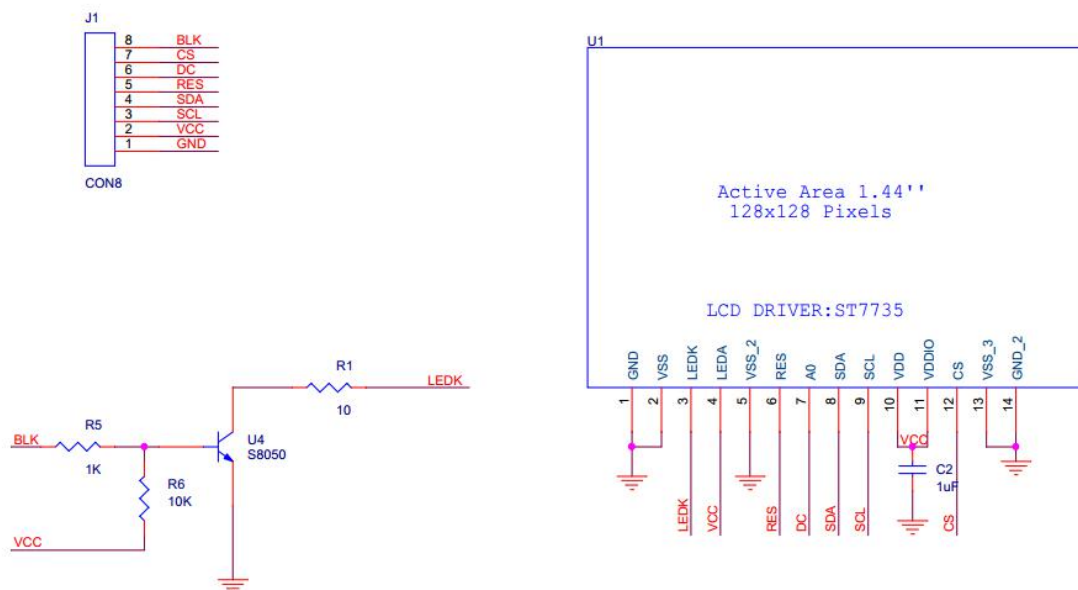 J1
8 BLK
7 CS
6 DC
5 RES
4 SDA
3 SCL
2 VCC
1 GND
CON8
U1
Active Area 1.44''
128x128 Pixels
LCD DRIVER:ST7735
GND VSS LEDK LEDA VSS_2 RES A0 SDA SCL VDD VDDIO CS VSS_3 GND_2
1 2 3 4 5 6 7 8 9 10 11 12 13 14
VCC
C2
1uF
LEDK VCC RES DC SDA SCL CS
R1
10
LEDK
BLK
R5
1K
U4
S8050
R6
10K
VCC